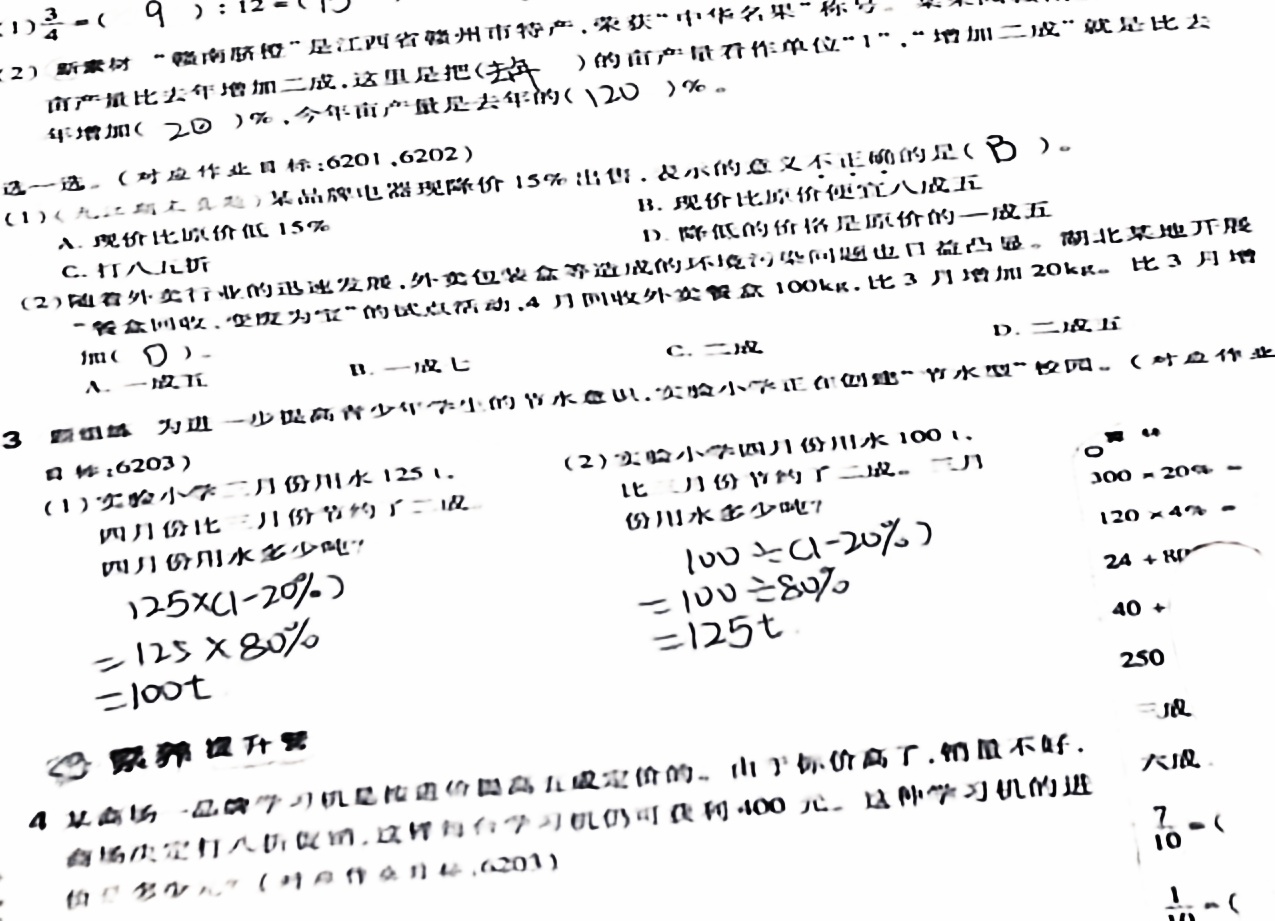 (1) 3/4 = ( 9 ) : 12 = ( 15
(2) 新素材 “赣南脐橙”是江西省赣州市特产,荣获“中华名果”称号。
亩产量比去年增加二成,这里是把(去年 )的亩产量看作单位“1”,“增加二成”就是比去
年增加( 20 )%,今年亩产量是去年的( 120 )%。
选一选。(对应作业目标:6201,6202)
(1)(九江期末真题)某品牌电器现降价 15% 出售,表示的意义不正确的是( B )。
A. 现价比原价低 15%
B. 现价比原价便宜八成五
C. 打八五折
D. 降低的价格是原价的一成五
(2)随着外卖行业的迅速发展,外卖包装盒等造成的环境污染问题也日益凸显。湖北某地开展
“餐盒回收,变废为宝”的试点活动,4 月回收外卖餐盒 100kg,比 3 月增加 20kg。比 3 月增
加( D )。
A. 一成五
B. 一成七
C. 二成
D. 二成五
3 题组练 为进一步提高青少年学生的节水意识,实验小学正在创建“节水型”校园。(对应作业
目标:6203)
(1)实验小学三月份用水 125 t,
四月份比三月份节约了二成。
四月份用水多少吨?
125×(1-20%)
=125×80%
=100t
(2)实验小学四月份用水 100 t,
比三月份节约了二成。三月
份用水多少吨?
100÷(1-20%)
=100÷80%
=125t
300 × 20% =
120 × 4% =
24 ÷ 80
40 ÷
250
三成
六成
7/10 = (
1/10 = (
素养提升营
4 某商场一品牌学习机是按进价提高五成定价的。由于标价高了,销量不好,
商场决定打八折促销,这样每台学习机仍可获利 400 元。这种学习机的进
价是多少元?(对应作业目标:6203)